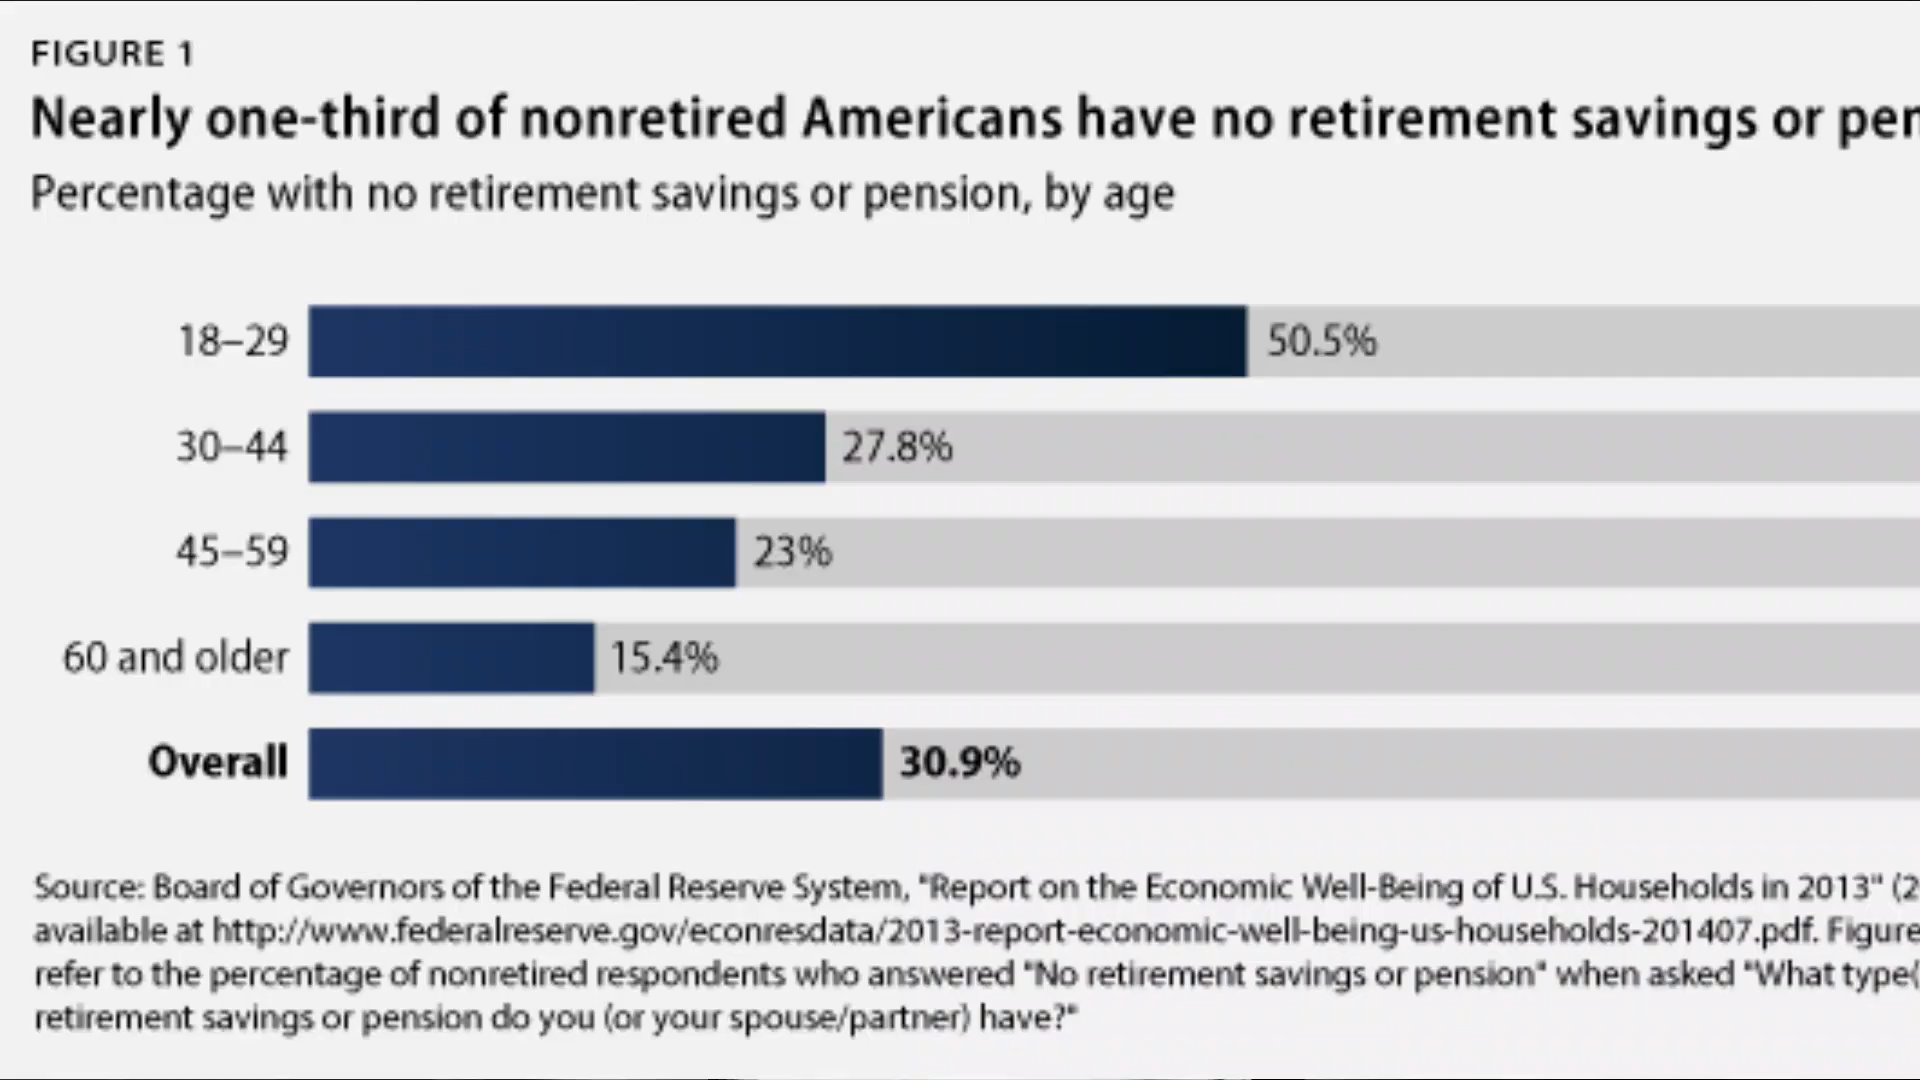 FIGURE 1
Nearly one-third of nonretired Americans have no retirement savings or
Percentage with no retirement savings or pension, by age
18–29 50.5%
30–44 27.8%
45–59 23%
60 and older 15.4%
Overall 30.9%
Source: Board of Governors of the Federal Reserve System, "Report on the Economic Well-Being of U.S. Households in 2013" (2
available at http://www.federalreserve.gov/econresdata/2013-report-economic-well-being-us-households-201407.pdf. Figure
refer to the percentage of nonretired respondents who answered "No retirement savings or pension" when asked "What type(
retirement savings or pension do you (or your spouse/partner) have?"